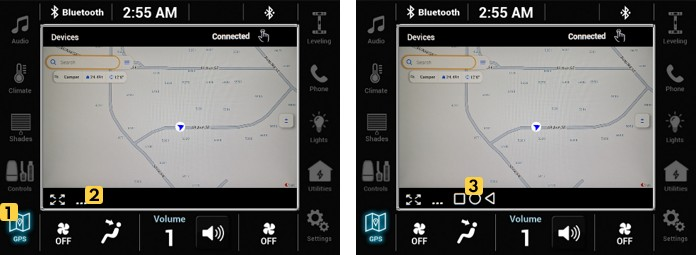 Bluetooth 2:55 AM
Audio
Climate
Shades
Controls
GPS
1
Devices
Connected
Search
Camper
2
...
OFF
Volume
1
OFF
Leveling
Phone
Lights
Utilities
Settings
Bluetooth 2:55 AM
Audio
Climate
Shades
Controls
GPS
Devices
Connected
Search
Camper
3
...
OFF
Volume
1
OFF
Leveling
Phone
Lights
Utilities
Settings